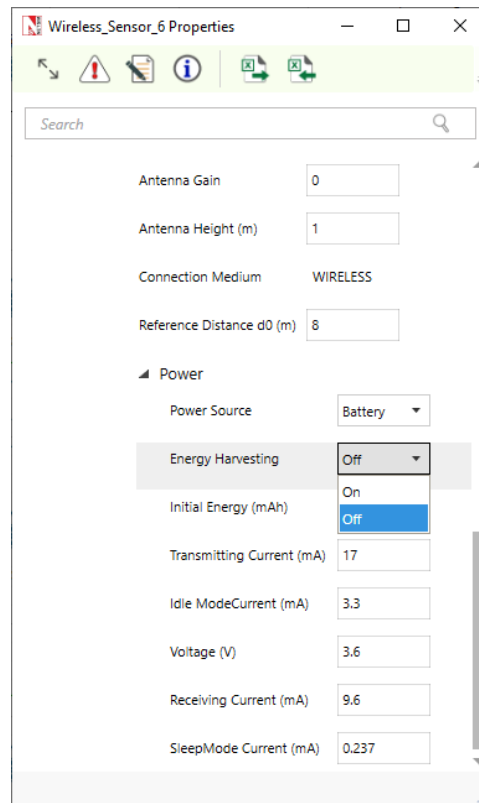 Wireless_Sensor_6 Properties
Search
Antenna Gain 0
Antenna Height (m) 1
Connection Medium WIRELESS
Reference Distance d0 (m) 8
Power
Power Source Battery
Energy Harvesting Off
On
Initial Energy (mAh)
Off
Transmitting Current (mA) 17
Idle ModeCurrent (mA) 3.3
Voltage (V) 3.6
Receiving Current (mA) 9.6
SleepMode Current (mA) 0.237